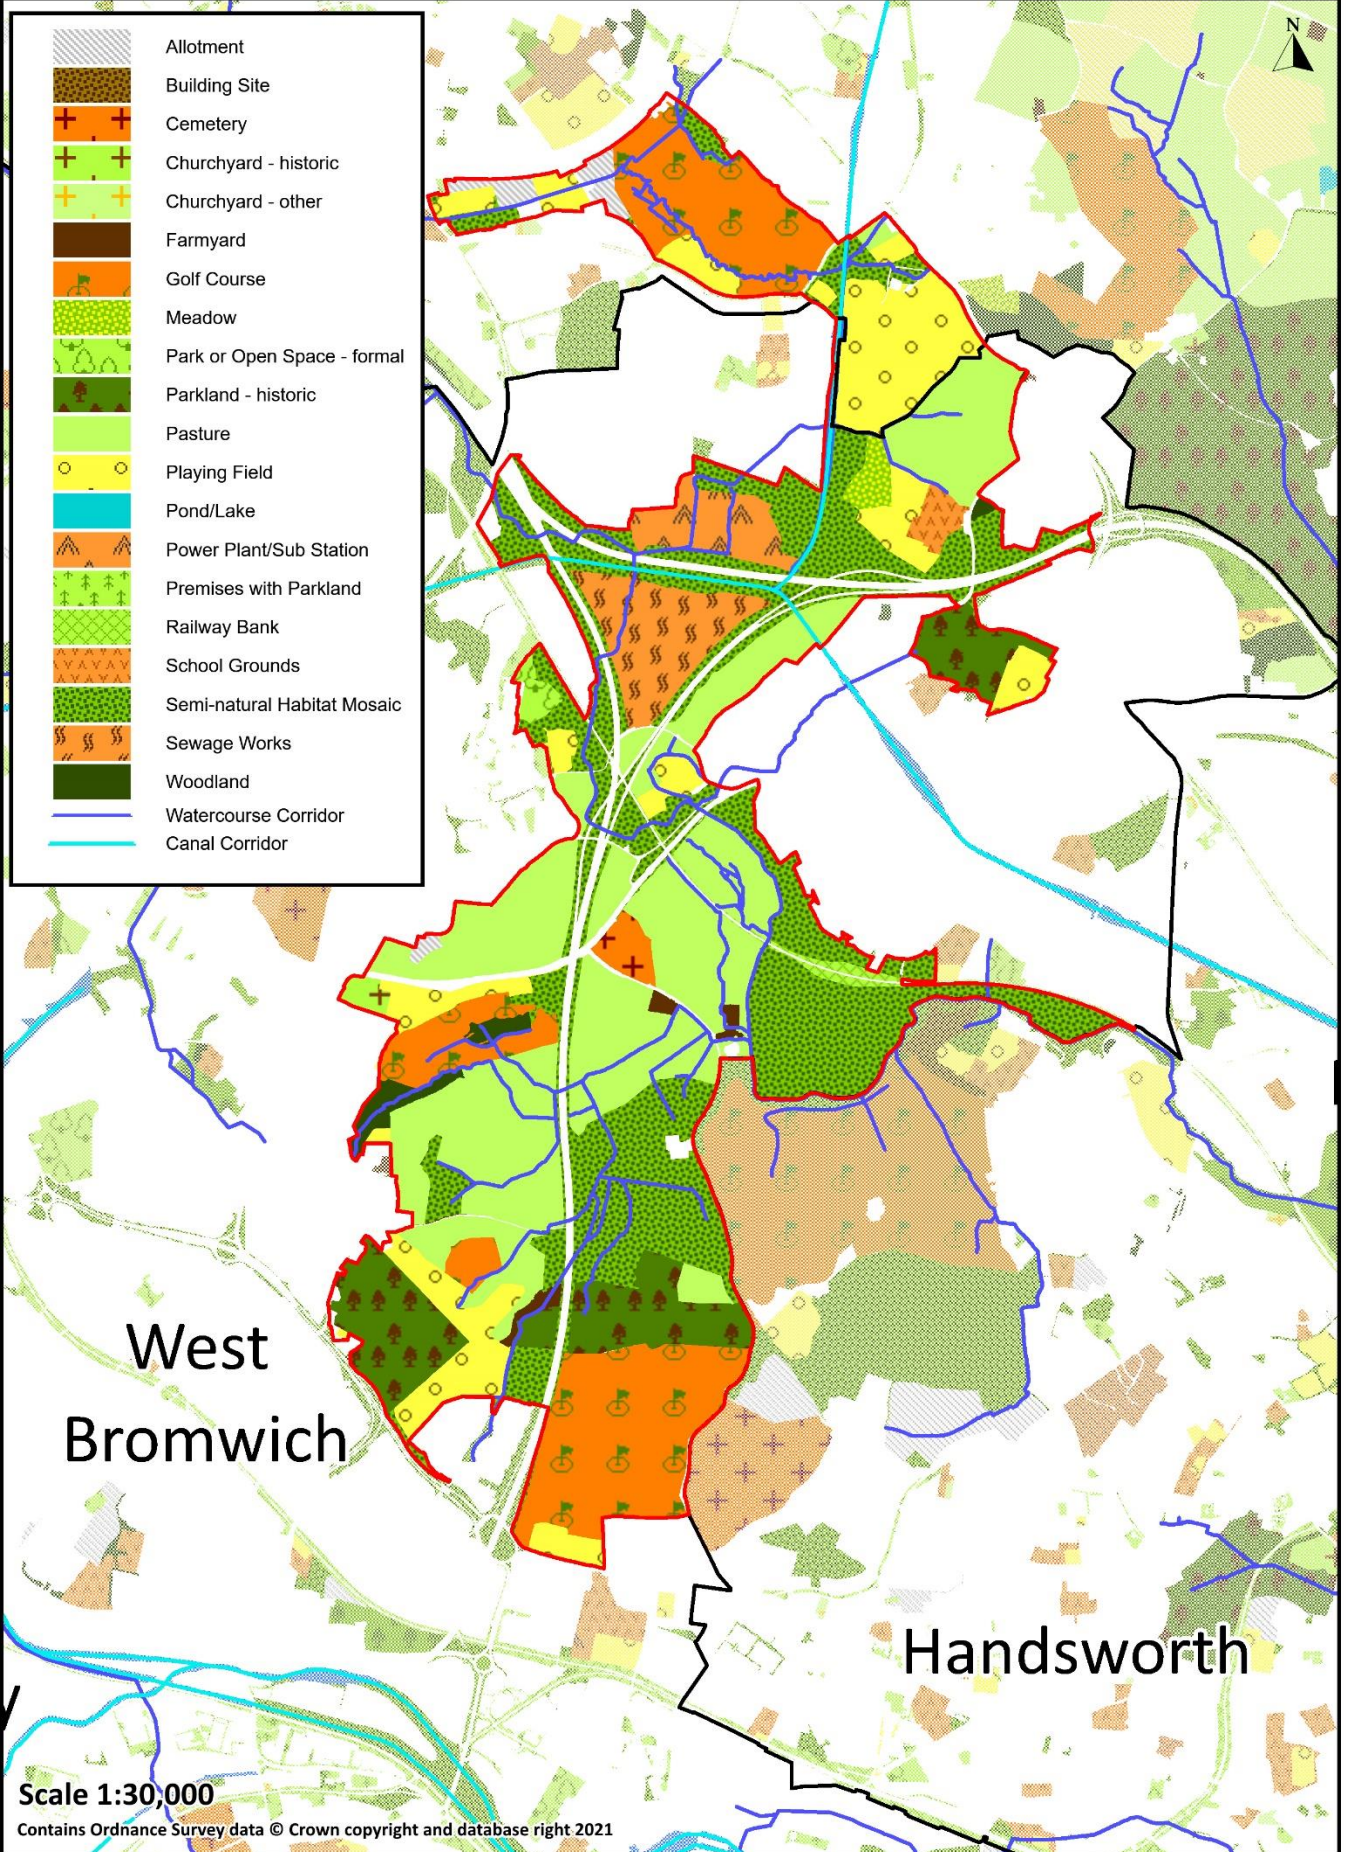 Allotment
Building Site
Cemetery
Churchyard - historic
Churchyard - other
Farmyard
Golf Course
Meadow
Park or Open Space - formal
Parkland - historic
Pasture
Playing Field
Pond/Lake
Power Plant/Sub Station
Premises with Parkland
Railway Bank
School Grounds
Semi-natural Habitat Mosaic
Sewage Works
Woodland
Watercourse Corridor
Canal Corridor
N
West
Bromwich
Handsworth
y
Scale 1:30,000
Contains Ordnance Survey data © Crown copyright and database right 2021